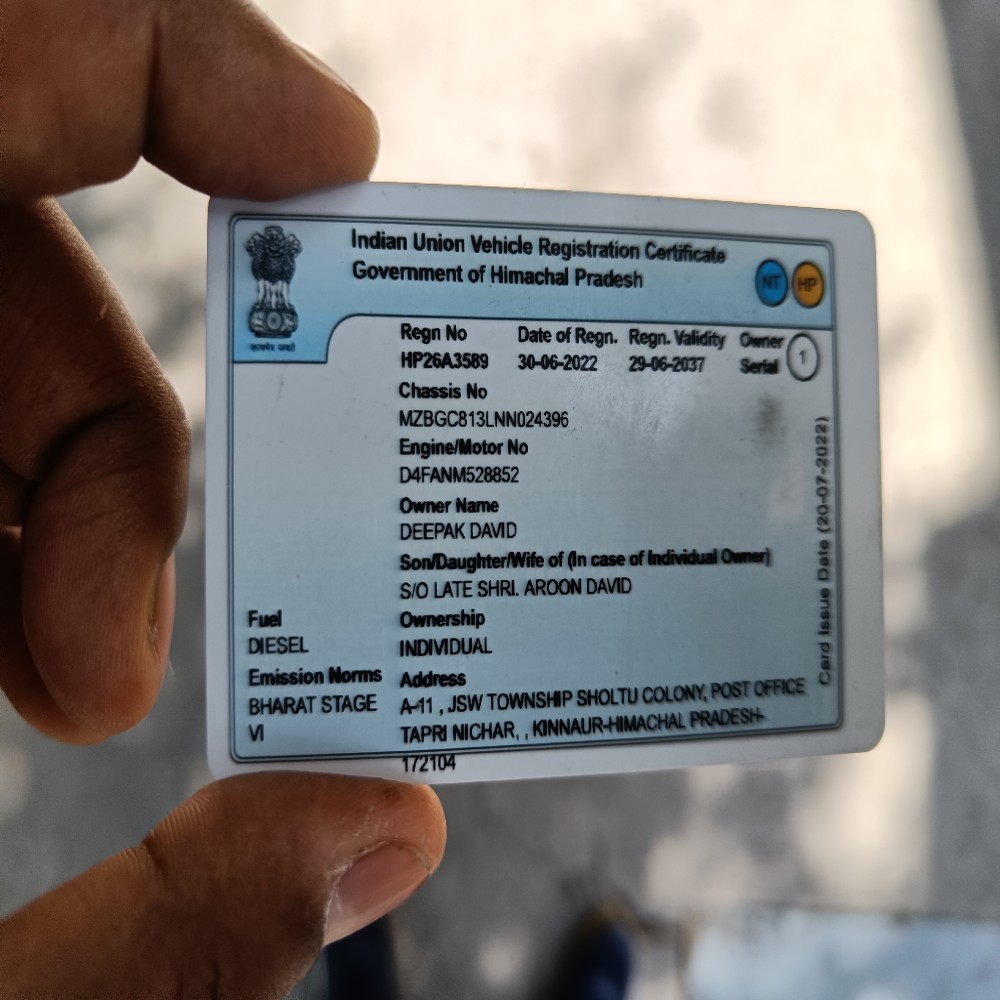 Indian Union Vehicle Registration Certificate
Government of Himachal Pradesh
NT HP
सत्यमेव जयते
Regn No Date of Regn. Regn. Validity Owner Serial 1
HP26A3589 30-06-2022 29-06-2037
Chassis No
MZBGC813LNN024396
Engine/Motor No
D4FANM528852
Owner Name
DEEPAK DAVID
Son/Daughter/Wife of (In case of Individual Owner)
S/O LATE SHRI. AROON DAVID
Fuel
DIESEL
Emission Norms
BHARAT STAGE
VI
Ownership
INDIVIDUAL
Address
A-11 , JSW TOWNSHIP SHOLTU COLONY, POST OFFICE
TAPRI NICHAR, , KINNAUR-HIMACHAL PRADESH-
172104
Card Issue Date (20-07-2022)